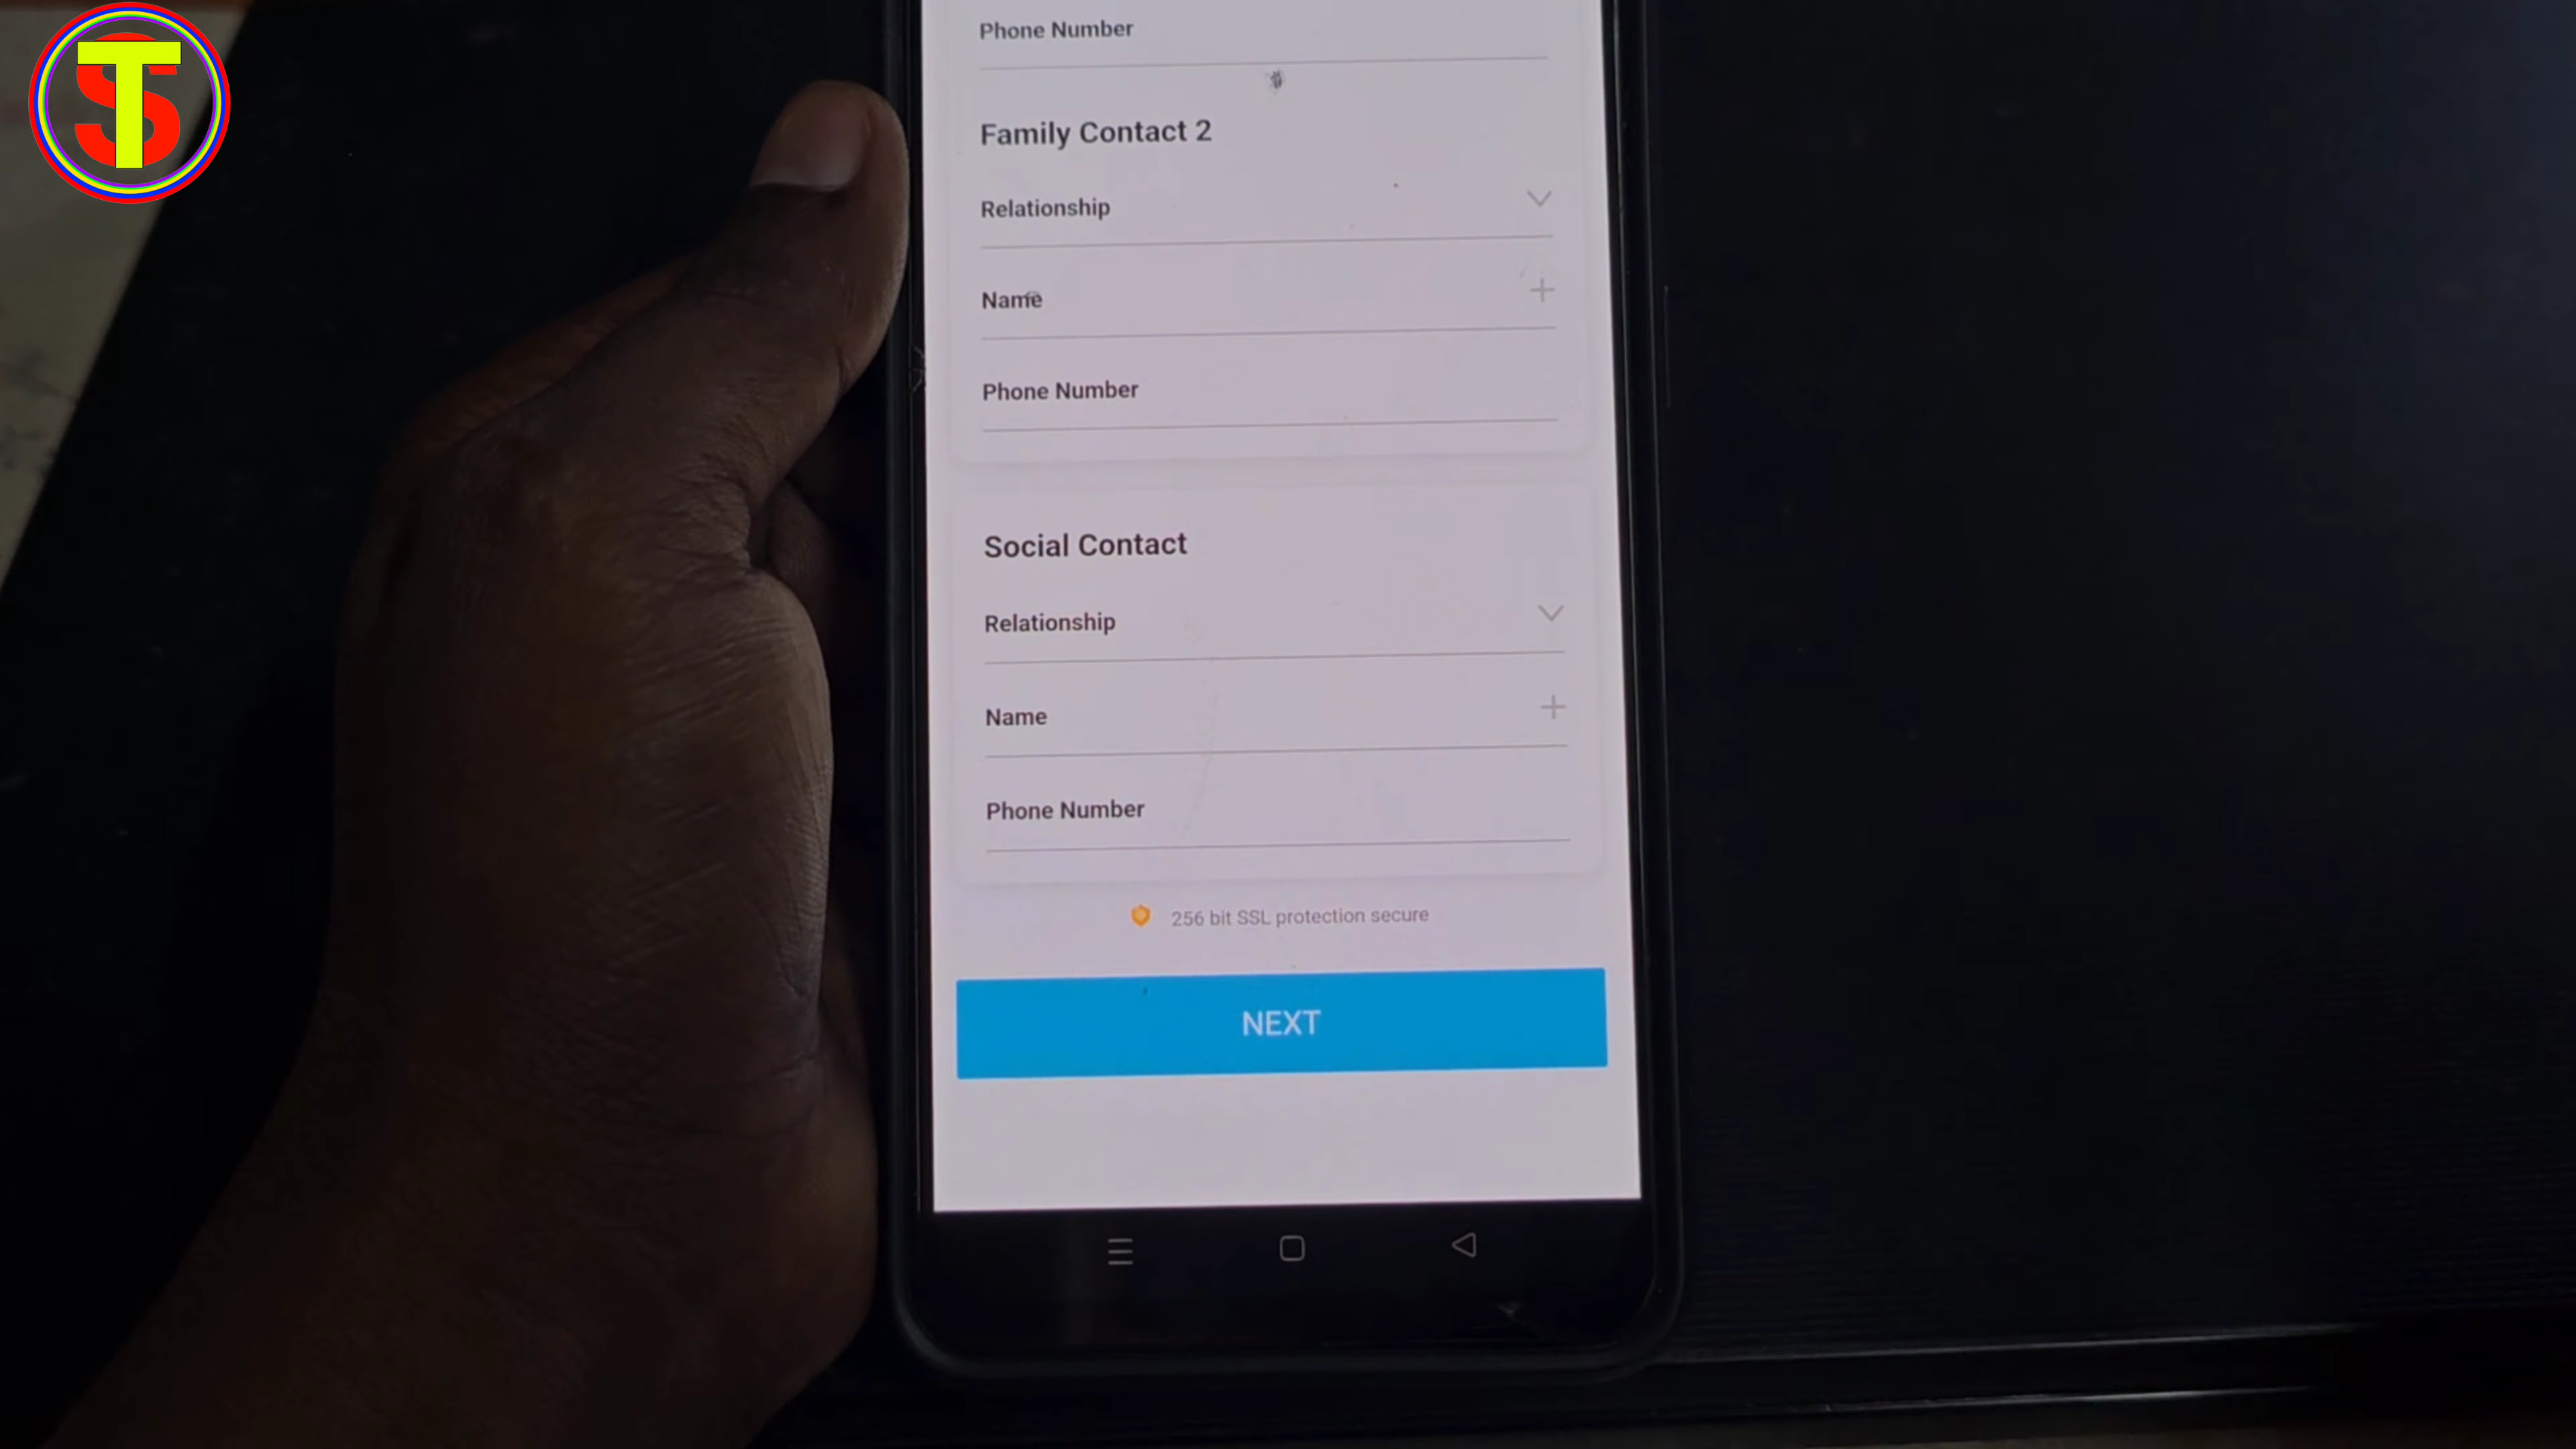 TS
Phone Number
Family Contact 2
Relationship
Name
Phone Number
Social Contact
Relationship
Name
Phone Number
256 bit SSL protection secure
NEXT